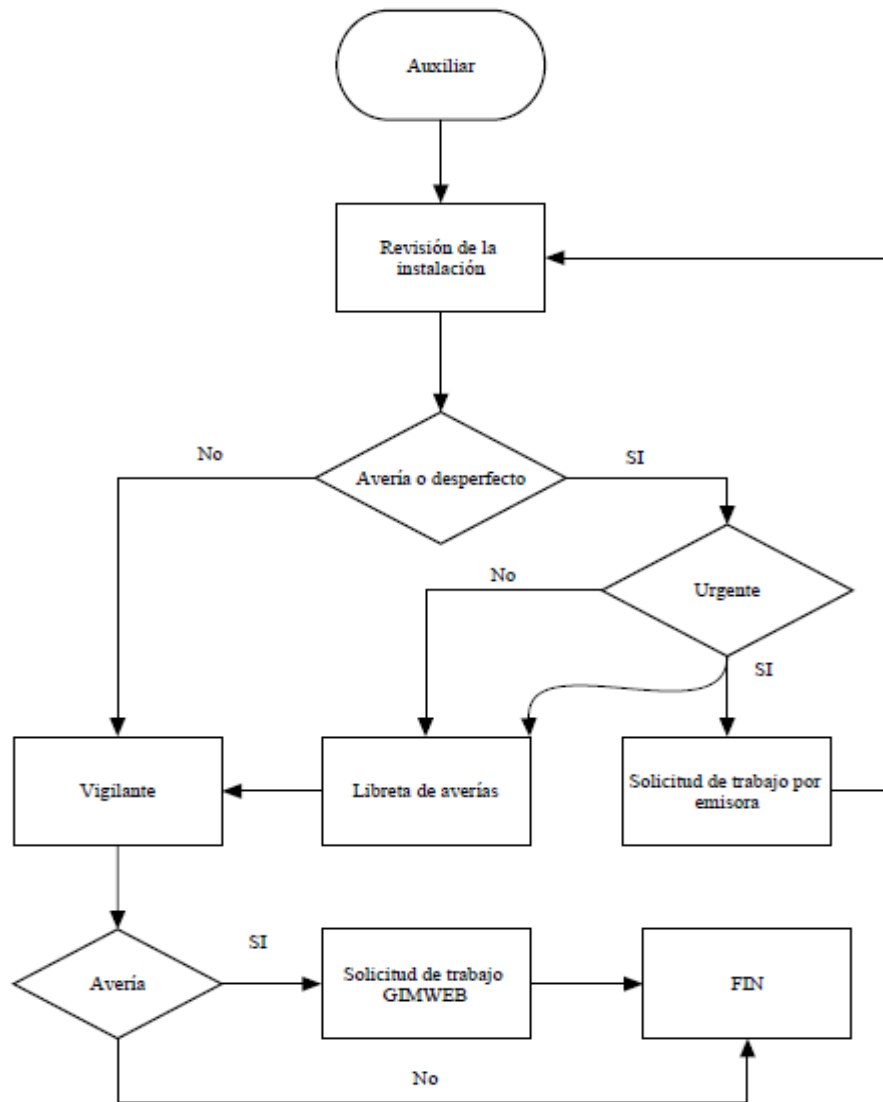 Auxiliar
Revisión de la
instalación
No
Avería o desperfecto
SI
No
Urgente
SI
Vigilante
Libreta de averías
Solicitud de trabajo por
emisora
SI
Avería
Solicitud de trabajo
GIMWEB
FIN
No